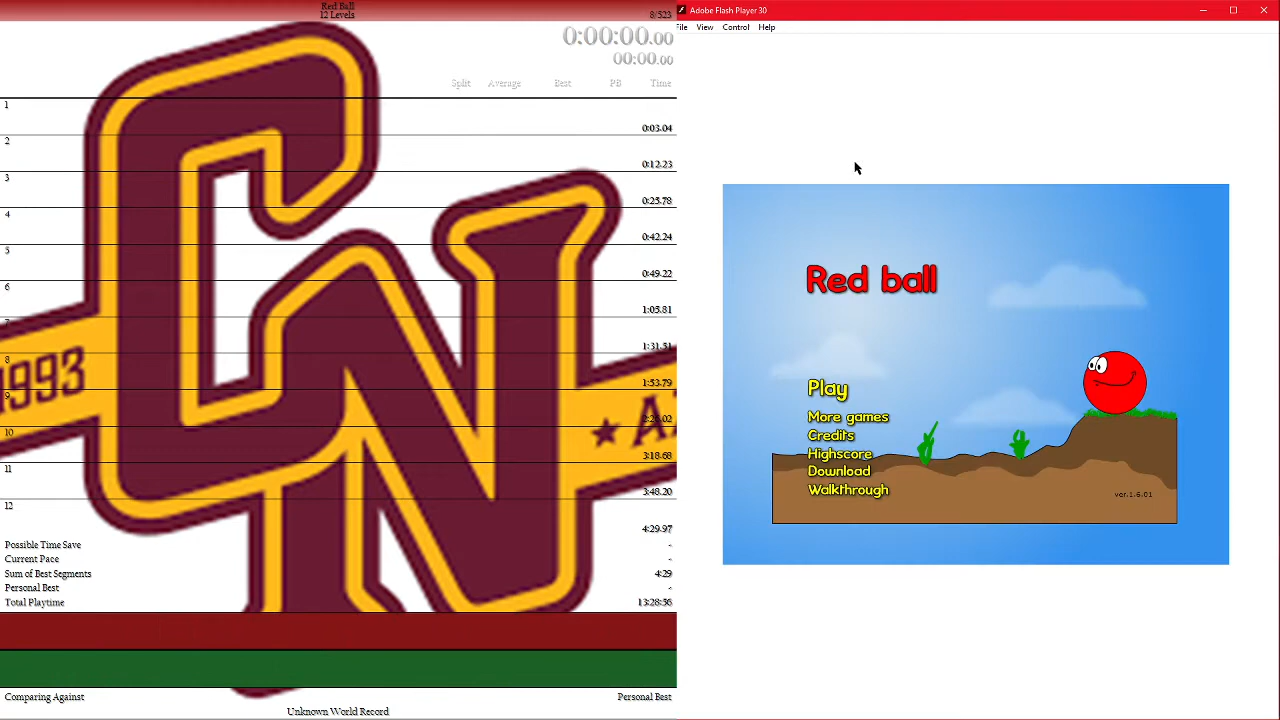 Red Ball
12 Levels
8/523
0:00:00.00
00:00.00
Split Average Best PB Time
1
0:03.04
2
0:12.23
3
0:25.78
4
0:42.24
5
0:49.22
6
1:05.81
1:31.51
8
1:53.79
9
10
3:18.68
11
3:48.20
12
4:29.97
Possible Time Save -
Current Pace -
Sum of Best Segments 4:29
Personal Best -
Total Playtime 13:28:56
Comparing Against Personal Best
Unknown World Record
CN
1993
A
Adobe Flash Player 30
File View Control Help
Red ball
Play
More games
Credits
Highscore
Download
Walkthrough
ver.1.6.01